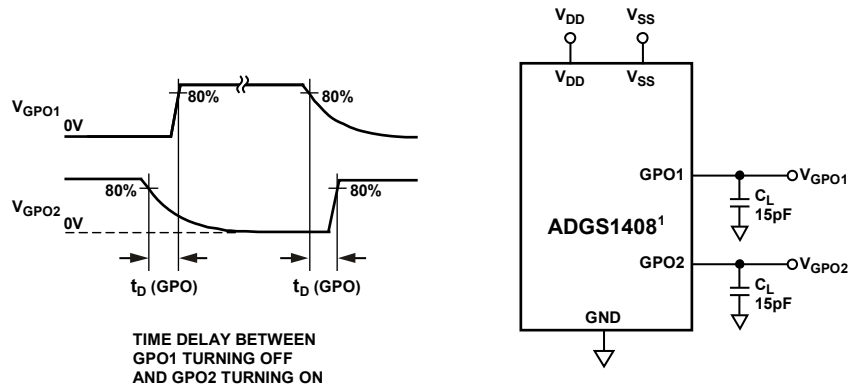 V_GPO1
0V
80%
80%
V_GPO2
0V
80%
80%
t_D (GPO)
t_D (GPO)
TIME DELAY BETWEEN
GPO1 TURNING OFF
AND GPO2 TURNING ON
V_DD
V_SS
V_DD
V_SS
GPO1
V_GPO1
C_L
15pF
ADGS1408¹
GPO2
V_GPO2
C_L
15pF
GND